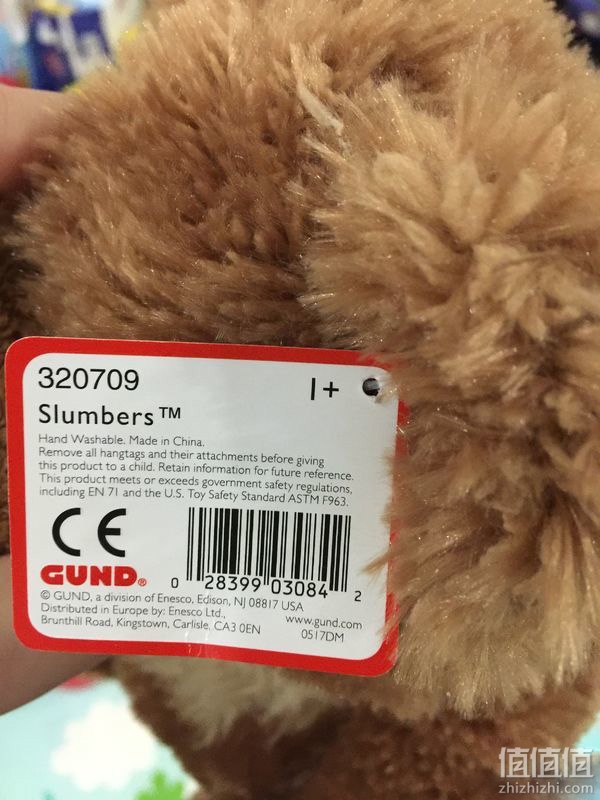 320709
1+
Slumbers™
Hand Washable. Made in China.
Remove all hangtags and their attachments before giving
this product to a child. Retain information for future reference.
This product meets or exceeds government safety regulations,
including EN 71 and the U.S. Toy Safety Standard ASTM F963.
CE
GUND®
0 28399 03084 2
© GUND, a division of Enesco, Edison, NJ 08817 USA
Distributed in Europe by: Enesco Ltd.,
www.gund.com
Brunthill Road, Kingstown, Carlisle, CA3 0EN
0517DM
值值值
zhizhizhi.com